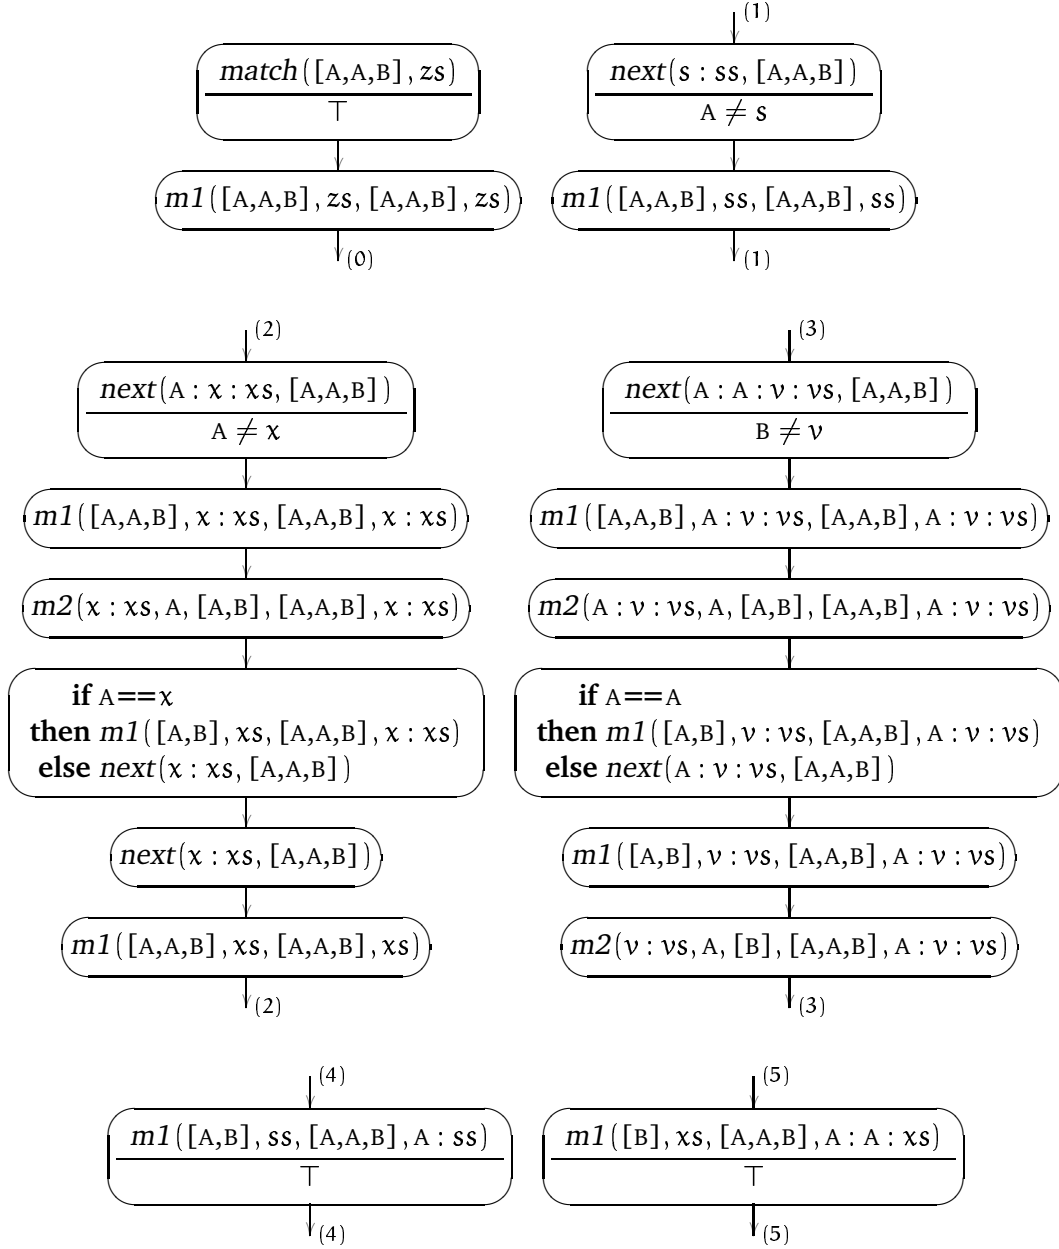 (1)
match([A,A,B], zs)
⊤
next(s : ss, [A,A,B])
A ≠ s
m1([A,A,B], zs, [A,A,B], zs)
m1([A,A,B], ss, [A,A,B], ss)
(0)
(1)
(2)
(3)
next(A : x : xs, [A,A,B])
A ≠ x
next(A : A : v : vs, [A,A,B])
B ≠ v
m1([A,A,B], x : xs, [A,A,B], x : xs)
m1([A,A,B], A : v : vs, [A,A,B], A : v : vs)
m2(x : xs, A, [A,B], [A,A,B], x : xs)
m2(A : v : vs, A, [A,B], [A,A,B], A : v : vs)
if A==x
then m1([A,B], xs, [A,A,B], x : xs)
else next(x : xs, [A,A,B])
if A==A
then m1([A,B], v : vs, [A,A,B], A : v : vs)
else next(A : v : vs, [A,A,B])
next(x : xs, [A,A,B])
m1([A,B], v : vs, [A,A,B], A : v : vs)
m1([A,A,B], xs, [A,A,B], xs)
m2(v : vs, A, [B], [A,A,B], A : v : vs)
(2)
(3)
(4)
(5)
m1([A,B], ss, [A,A,B], A : ss)
⊤
m1([B], xs, [A,A,B], A : A : xs)
⊤
(4)
(5)